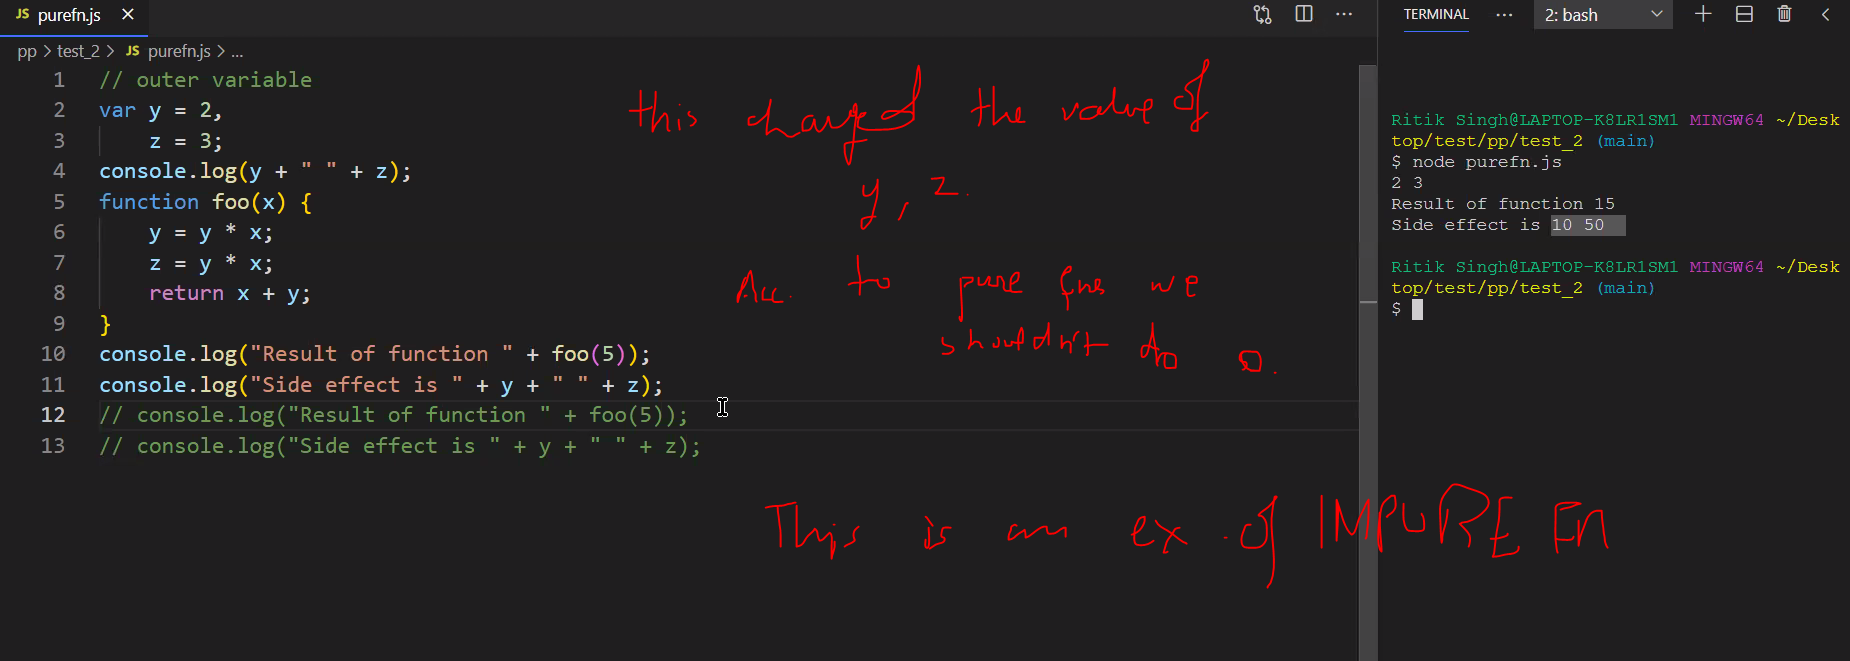 JS purefn.js ×
pp > test_2 > JS purefn.js > ...
1 // outer variable
2 var y = 2,
3     z = 3;
4 console.log(y + " " + z);
5 function foo(x) {
6     y = y * x;
7     z = y * x;
8     return x + y;
9 }
10 console.log("Result of function " + foo(5));
11 console.log("Side effect is " + y + " " + z);
12 // console.log("Result of function " + foo(5));
13 // console.log("Side effect is " + y + " " + z);
this changed the value of
y, z.
Acc. to pure fns we
shouldn't do so.
This is an ex. of IMPURE Fn
TERMINAL ... 2: bash
Ritik Singh@LAPTOP-K8LR1SM1 MINGW64 ~/Desk
top/test/pp/test_2 (main)
$ node purefn.js
2 3
Result of function 15
Side effect is 10 50
Ritik Singh@LAPTOP-K8LR1SM1 MINGW64 ~/Desk
top/test/pp/test_2 (main)
$